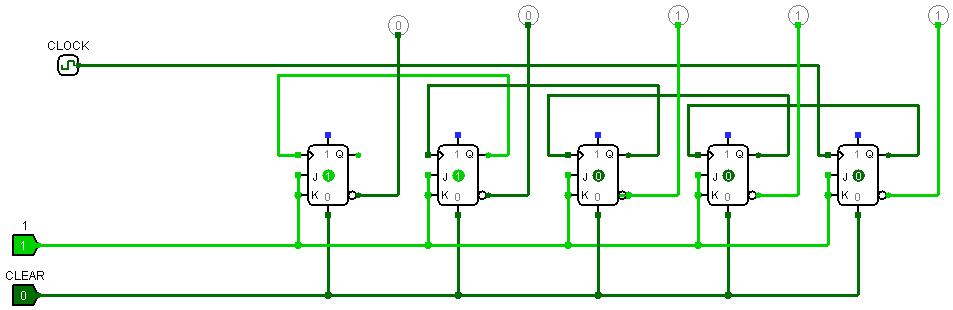 0 0 1 1 1
CLOCK
1 Q 1 Q 1 Q 1 Q 1 Q
J 1 J 1 J 0 J 0 J 0
K 0 K 0 K 0 K 0 K 0
1
1
CLEAR
0